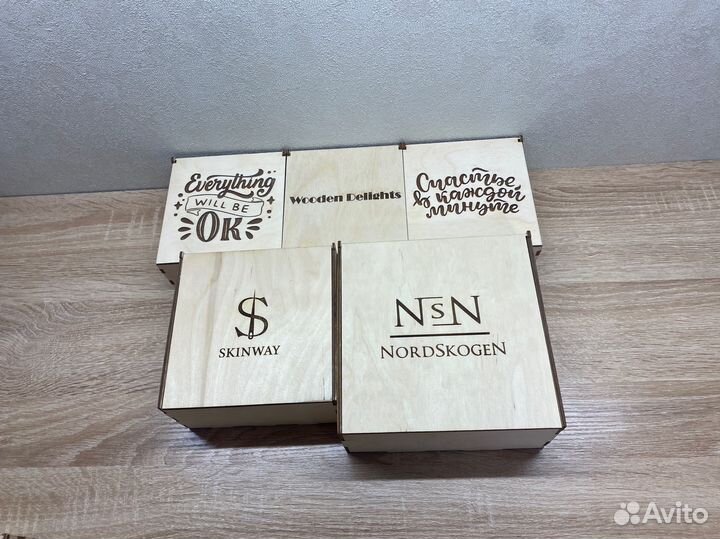 Everything
WILL BE
OK
Wooden Delights
Счастье
в каждой
минуте
S
SKINWAY
NSN
NORDSKOGEN
Avito